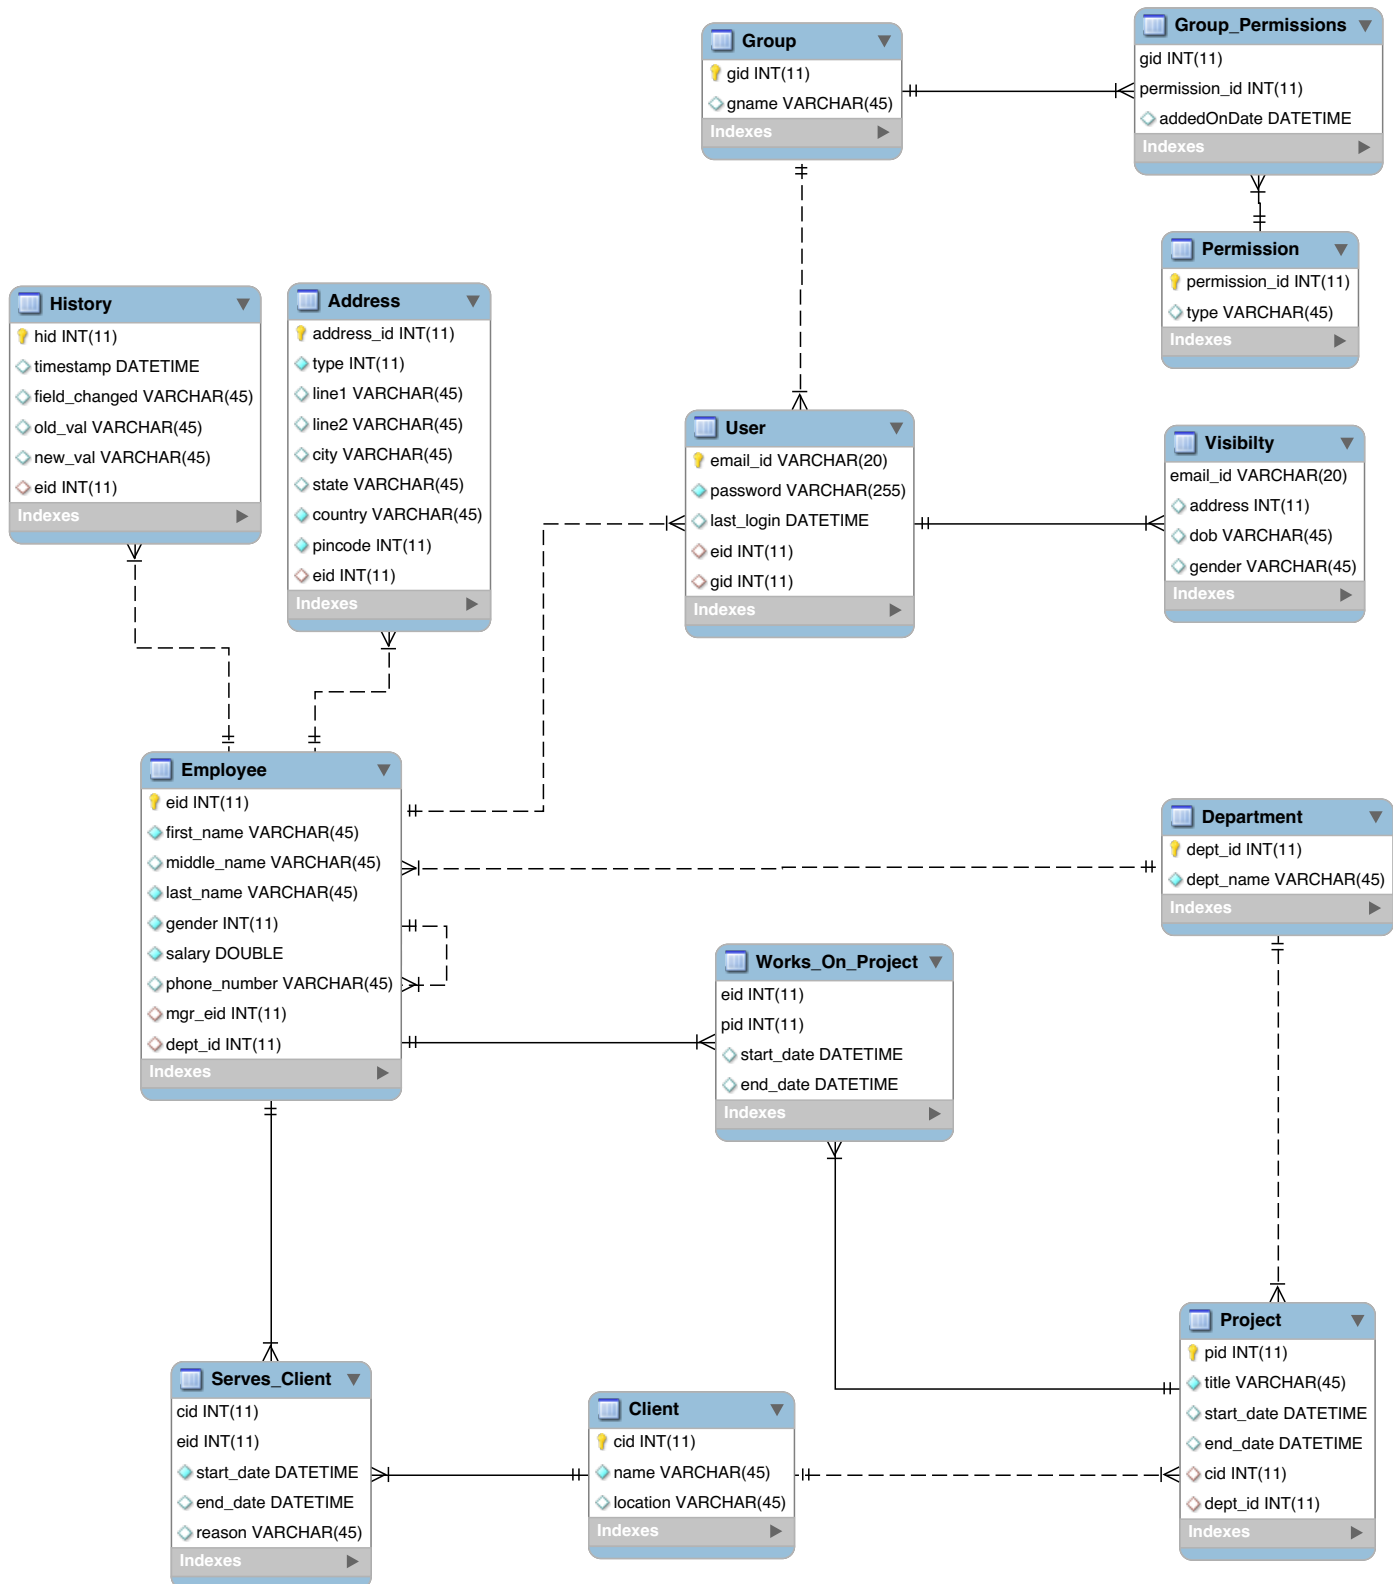 Group
gid INT(11)
gname VARCHAR(45)
Indexes
Group_Permissions
gid INT(11)
permission_id INT(11)
addedOnDate DATETIME
Indexes
Permission
permission_id INT(11)
type VARCHAR(45)
Indexes
History
hid INT(11)
timestamp DATETIME
field_changed VARCHAR(45)
old_val VARCHAR(45)
new_val VARCHAR(45)
eid INT(11)
Indexes
Address
address_id INT(11)
type INT(11)
line1 VARCHAR(45)
line2 VARCHAR(45)
city VARCHAR(45)
state VARCHAR(45)
country VARCHAR(45)
pincode INT(11)
eid INT(11)
Indexes
User
email_id VARCHAR(20)
password VARCHAR(255)
last_login DATETIME
eid INT(11)
gid INT(11)
Indexes
Visibilty
email_id VARCHAR(20)
address INT(11)
dob VARCHAR(45)
gender VARCHAR(45)
Indexes
Employee
eid INT(11)
first_name VARCHAR(45)
middle_name VARCHAR(45)
last_name VARCHAR(45)
gender INT(11)
salary DOUBLE
phone_number VARCHAR(45)
mgr_eid INT(11)
dept_id INT(11)
Indexes
Department
dept_id INT(11)
dept_name VARCHAR(45)
Indexes
Works_On_Project
eid INT(11)
pid INT(11)
start_date DATETIME
end_date DATETIME
Indexes
Project
pid INT(11)
title VARCHAR(45)
start_date DATETIME
end_date DATETIME
cid INT(11)
dept_id INT(11)
Indexes
Serves_Client
cid INT(11)
eid INT(11)
start_date DATETIME
end_date DATETIME
reason VARCHAR(45)
Indexes
Client
cid INT(11)
name VARCHAR(45)
location VARCHAR(45)
Indexes